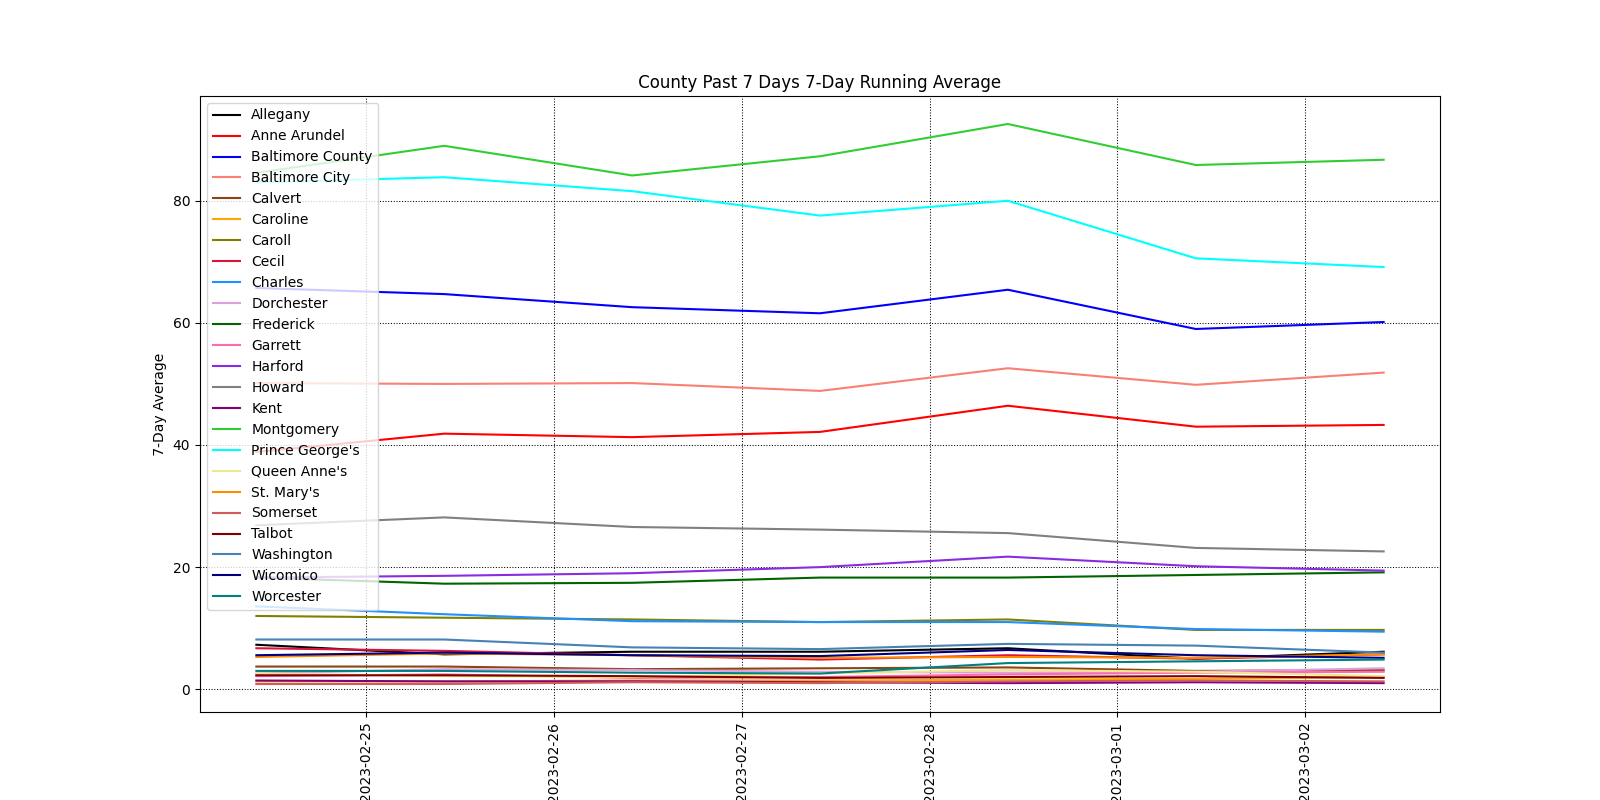 County Past 7 Days 7-Day Running Average
Allegany
Anne Arundel
Baltimore County
Baltimore City
Calvert
Caroline
Caroll
Cecil
Charles
Dorchester
Frederick
Garrett
Harford
Howard
Kent
Montgomery
Prince George's
Queen Anne's
St. Mary's
Somerset
Talbot
Washington
Wicomico
Worcester
7-Day Average
80
60
40
20
0
2023-02-25
2023-02-26
2023-02-27
2023-02-28
2023-03-01
2023-03-02